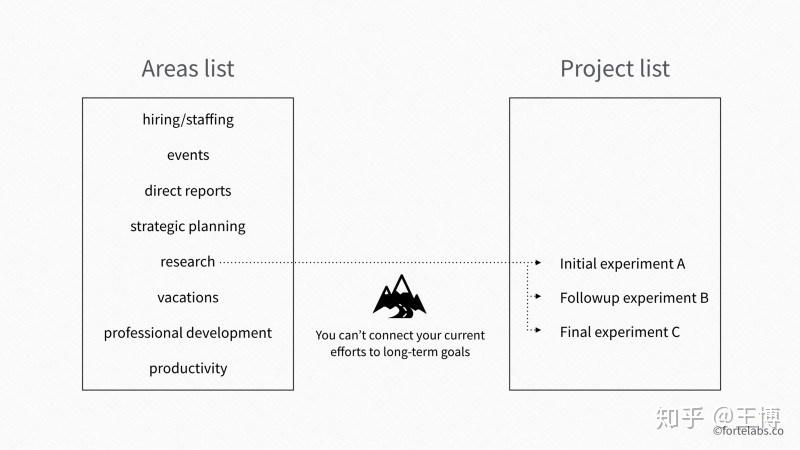 Areas list
hiring/staffing
events
direct reports
strategic planning
research
vacations
professional development
productivity
You can't connect your current
efforts to long-term goals
Project list
Initial experiment A
Followup experiment B
Final experiment C
知乎 @王博
©fortelabs.co